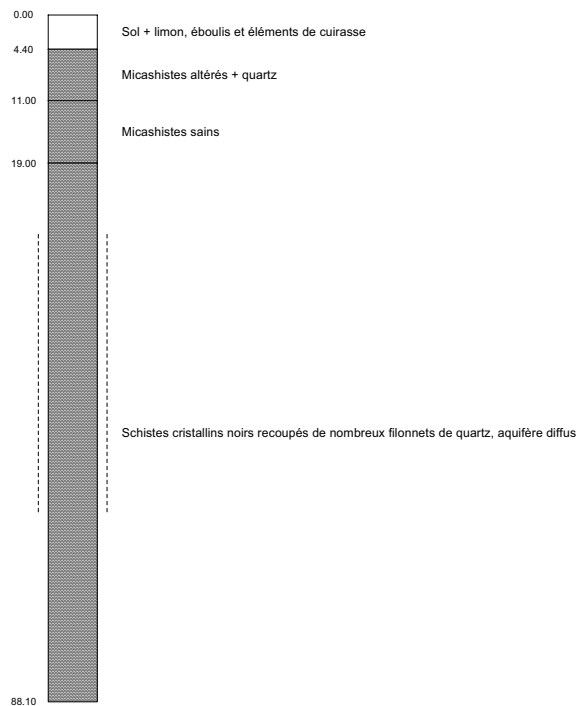 0.00
Sol + limon, éboulis et éléments de cuirasse
4.40
Micashistes altérés + quartz
11.00
Micashistes sains
19.00
Schistes cristallins noirs recoupés de nombreux filonnets de quartz, aquifère diffus
88.10